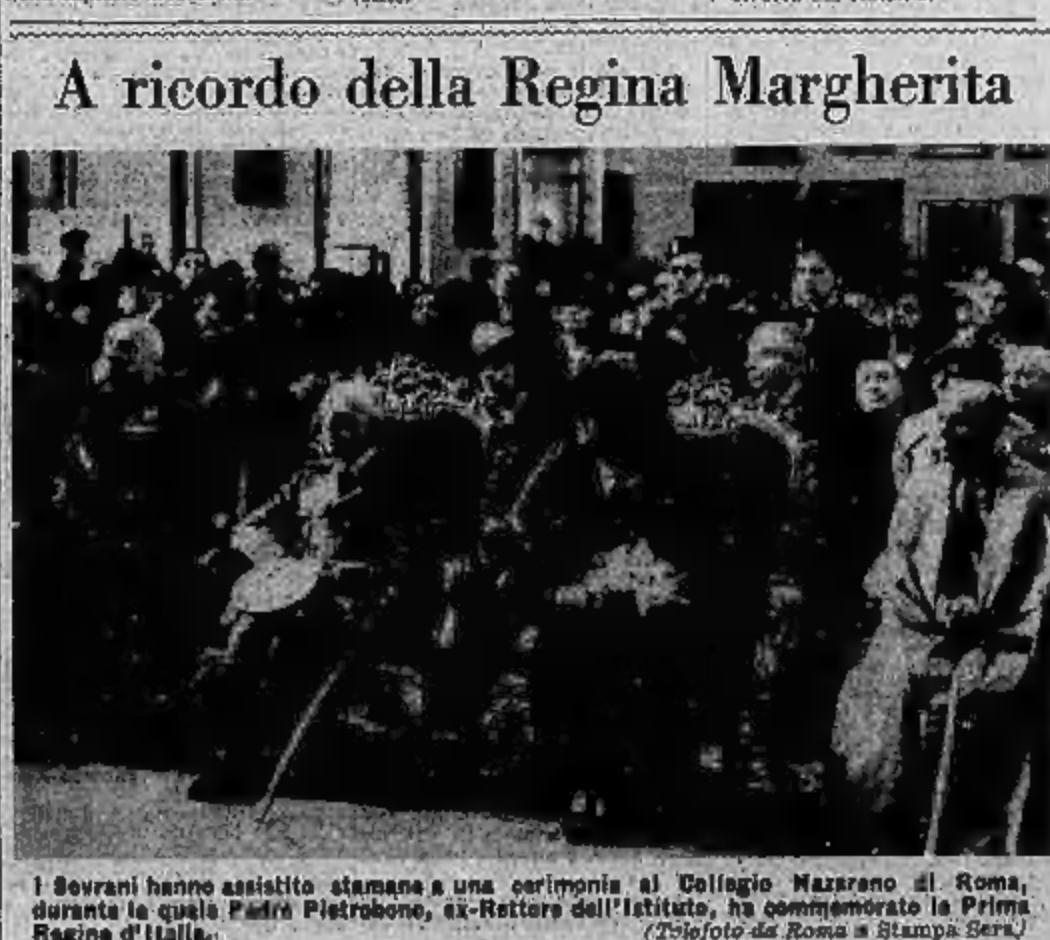 A ricordo della Regina Margherita
I Sovrani hanno assistito stamane a una cerimonia al Collegio Nazareno di Roma,
durante la quale Padre Pietrobono, ex-Rettore dell'Istituto, ha commemorato la Prima
Regina d'Italia.
(Telefoto da Roma a Stampa Sera)